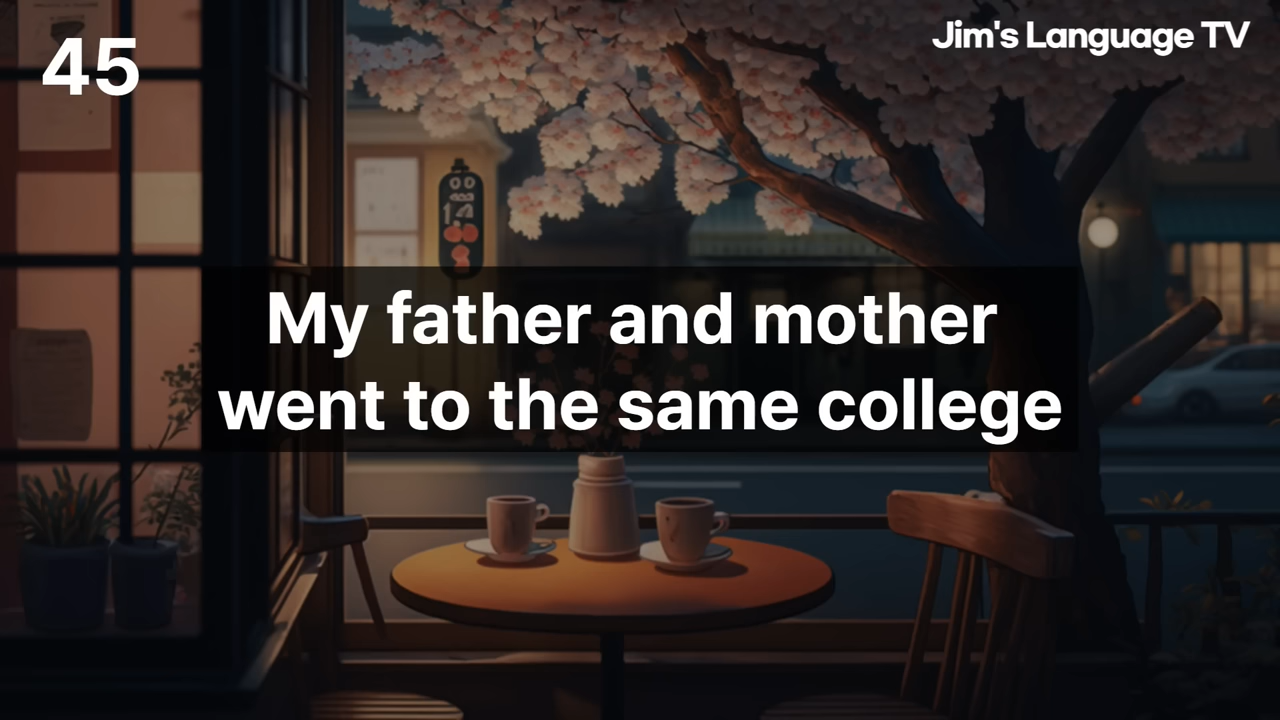 45
Jim's Language TV
My father and mother
went to the same college